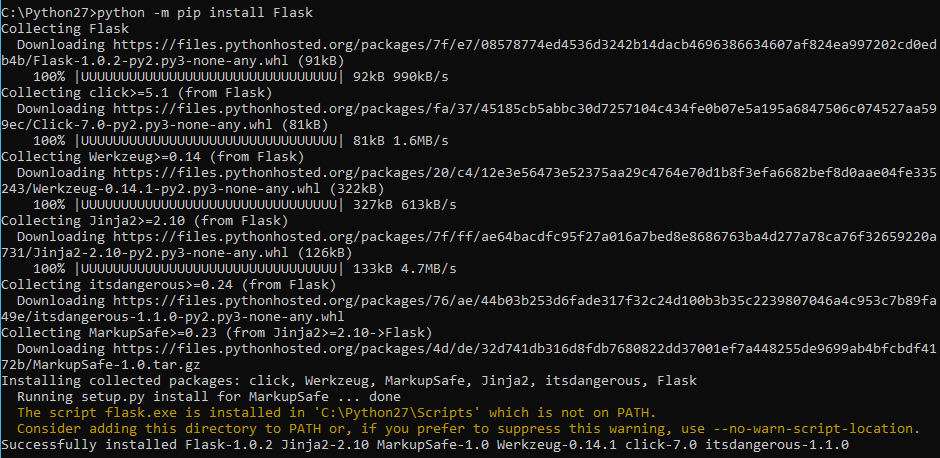 C:\Python27>python -m pip install Flask
Collecting Flask
  Downloading https://files.pythonhosted.org/packages/7f/e7/08578774ed4536d3242b14dacb4696386634607af824ea997202cd0ed
b4b/Flask-1.0.2-py2.py3-none-any.whl (91kB)
    100% |UUUUUUUUUUUUUUUUUUUUUUUUUUUUUUUU| 92kB 990kB/s
Collecting click>=5.1 (from Flask)
  Downloading https://files.pythonhosted.org/packages/fa/37/45185cb5abbc30d7257104c434fe0b07e5a195a6847506c074527aa59
9ec/Click-7.0-py2.py3-none-any.whl (81kB)
    100% |UUUUUUUUUUUUUUUUUUUUUUUUUUUUUUUU| 81kB 1.6MB/s
Collecting Werkzeug>=0.14 (from Flask)
  Downloading https://files.pythonhosted.org/packages/20/c4/12e3e56473e52375aa29c4764e70d1b8f3efa6682bef8d0aae04fe335
243/Werkzeug-0.14.1-py2.py3-none-any.whl (322kB)
    100% |UUUUUUUUUUUUUUUUUUUUUUUUUUUUUUUU| 327kB 613kB/s
Collecting Jinja2>=2.10 (from Flask)
  Downloading https://files.pythonhosted.org/packages/7f/ff/ae64bacdfc95f27a016a7bed8e8686763ba4d277a78ca76f32659220a
731/Jinja2-2.10-py2.py3-none-any.whl (126kB)
    100% |UUUUUUUUUUUUUUUUUUUUUUUUUUUUUUUU| 133kB 4.7MB/s
Collecting itsdangerous>=0.24 (from Flask)
  Downloading https://files.pythonhosted.org/packages/76/ae/44b03b253d6fade317f32c24d100b3b35c2239807046a4c953c7b89fa
49e/itsdangerous-1.1.0-py2.py3-none-any.whl
Collecting MarkupSafe>=0.23 (from Jinja2>=2.10->Flask)
  Downloading https://files.pythonhosted.org/packages/4d/de/32d741db316d8fdb7680822dd37001ef7a448255de9699ab4bfcbdf41
72b/MarkupSafe-1.0.tar.gz
Installing collected packages: click, Werkzeug, MarkupSafe, Jinja2, itsdangerous, Flask
  Running setup.py install for MarkupSafe ... done
  The script flask.exe is installed in 'C:\Python27\Scripts' which is not on PATH.
  Consider adding this directory to PATH or, if you prefer to suppress this warning, use --no-warn-script-location.
Successfully installed Flask-1.0.2 Jinja2-2.10 MarkupSafe-1.0 Werkzeug-0.14.1 click-7.0 itsdangerous-1.1.0